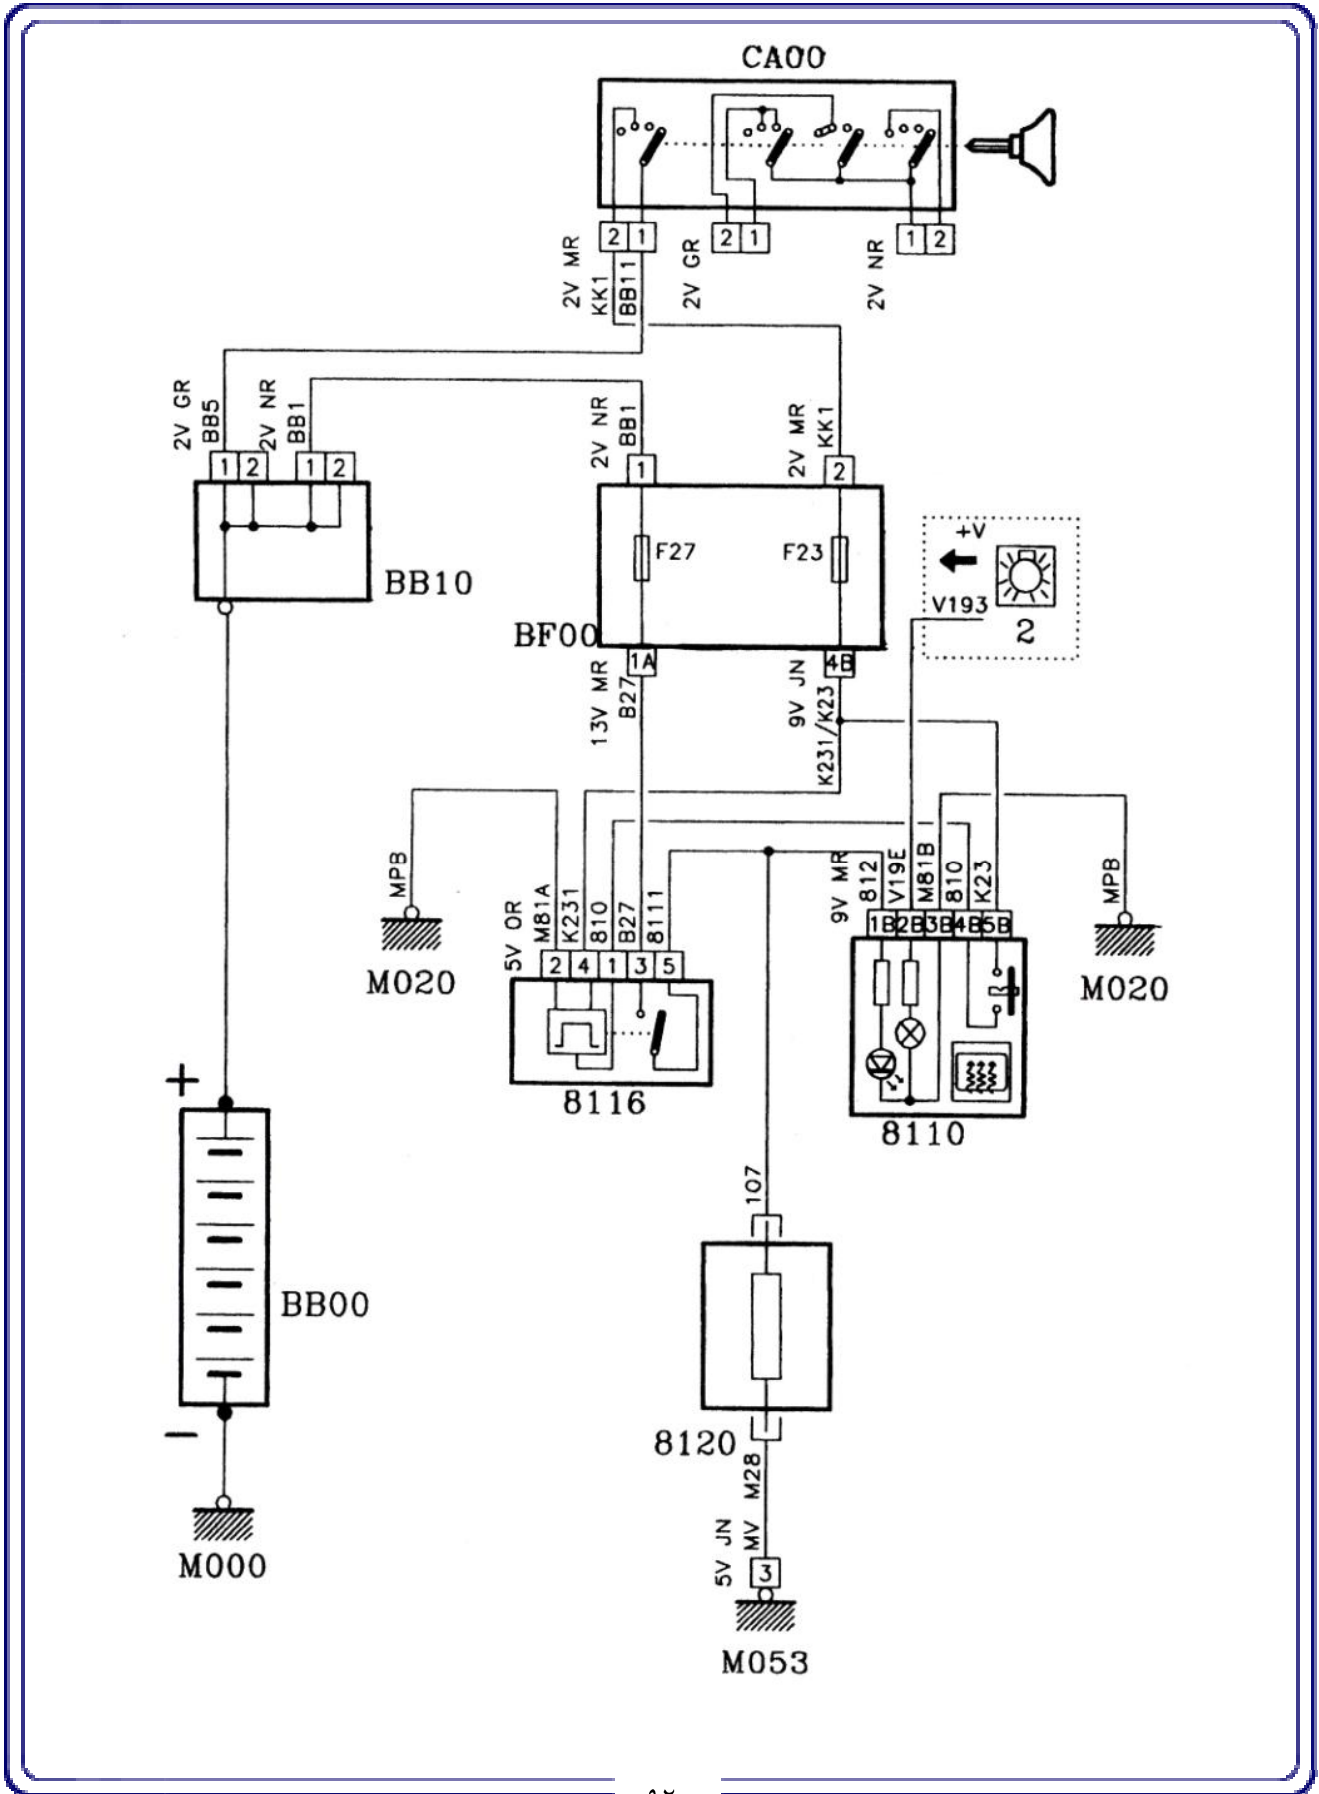 CA00
2 1 2 1 1 2
2V MR
KK1
BB11
2V GR
2V NR
2V GR
BB5
2V NR
BB1
2V NR
BB1
2V MR
KK1
1 2 1 2
1 2
F27 F23
BB10
BF00
+V
V193
2
1A 4B
13V MR
B27
9V JN
K231/K23
MPB
5V OR
M81A
K231
810
B27
8111
9V MR
812
V19E
M81B
810
K23
MPB
1B 2B 3B 4B 5B
2 4 1 3 5
M020
M020
8116
8110
+
BB00
−
M000
107
8120
M28
MV
5V JN
3
M053